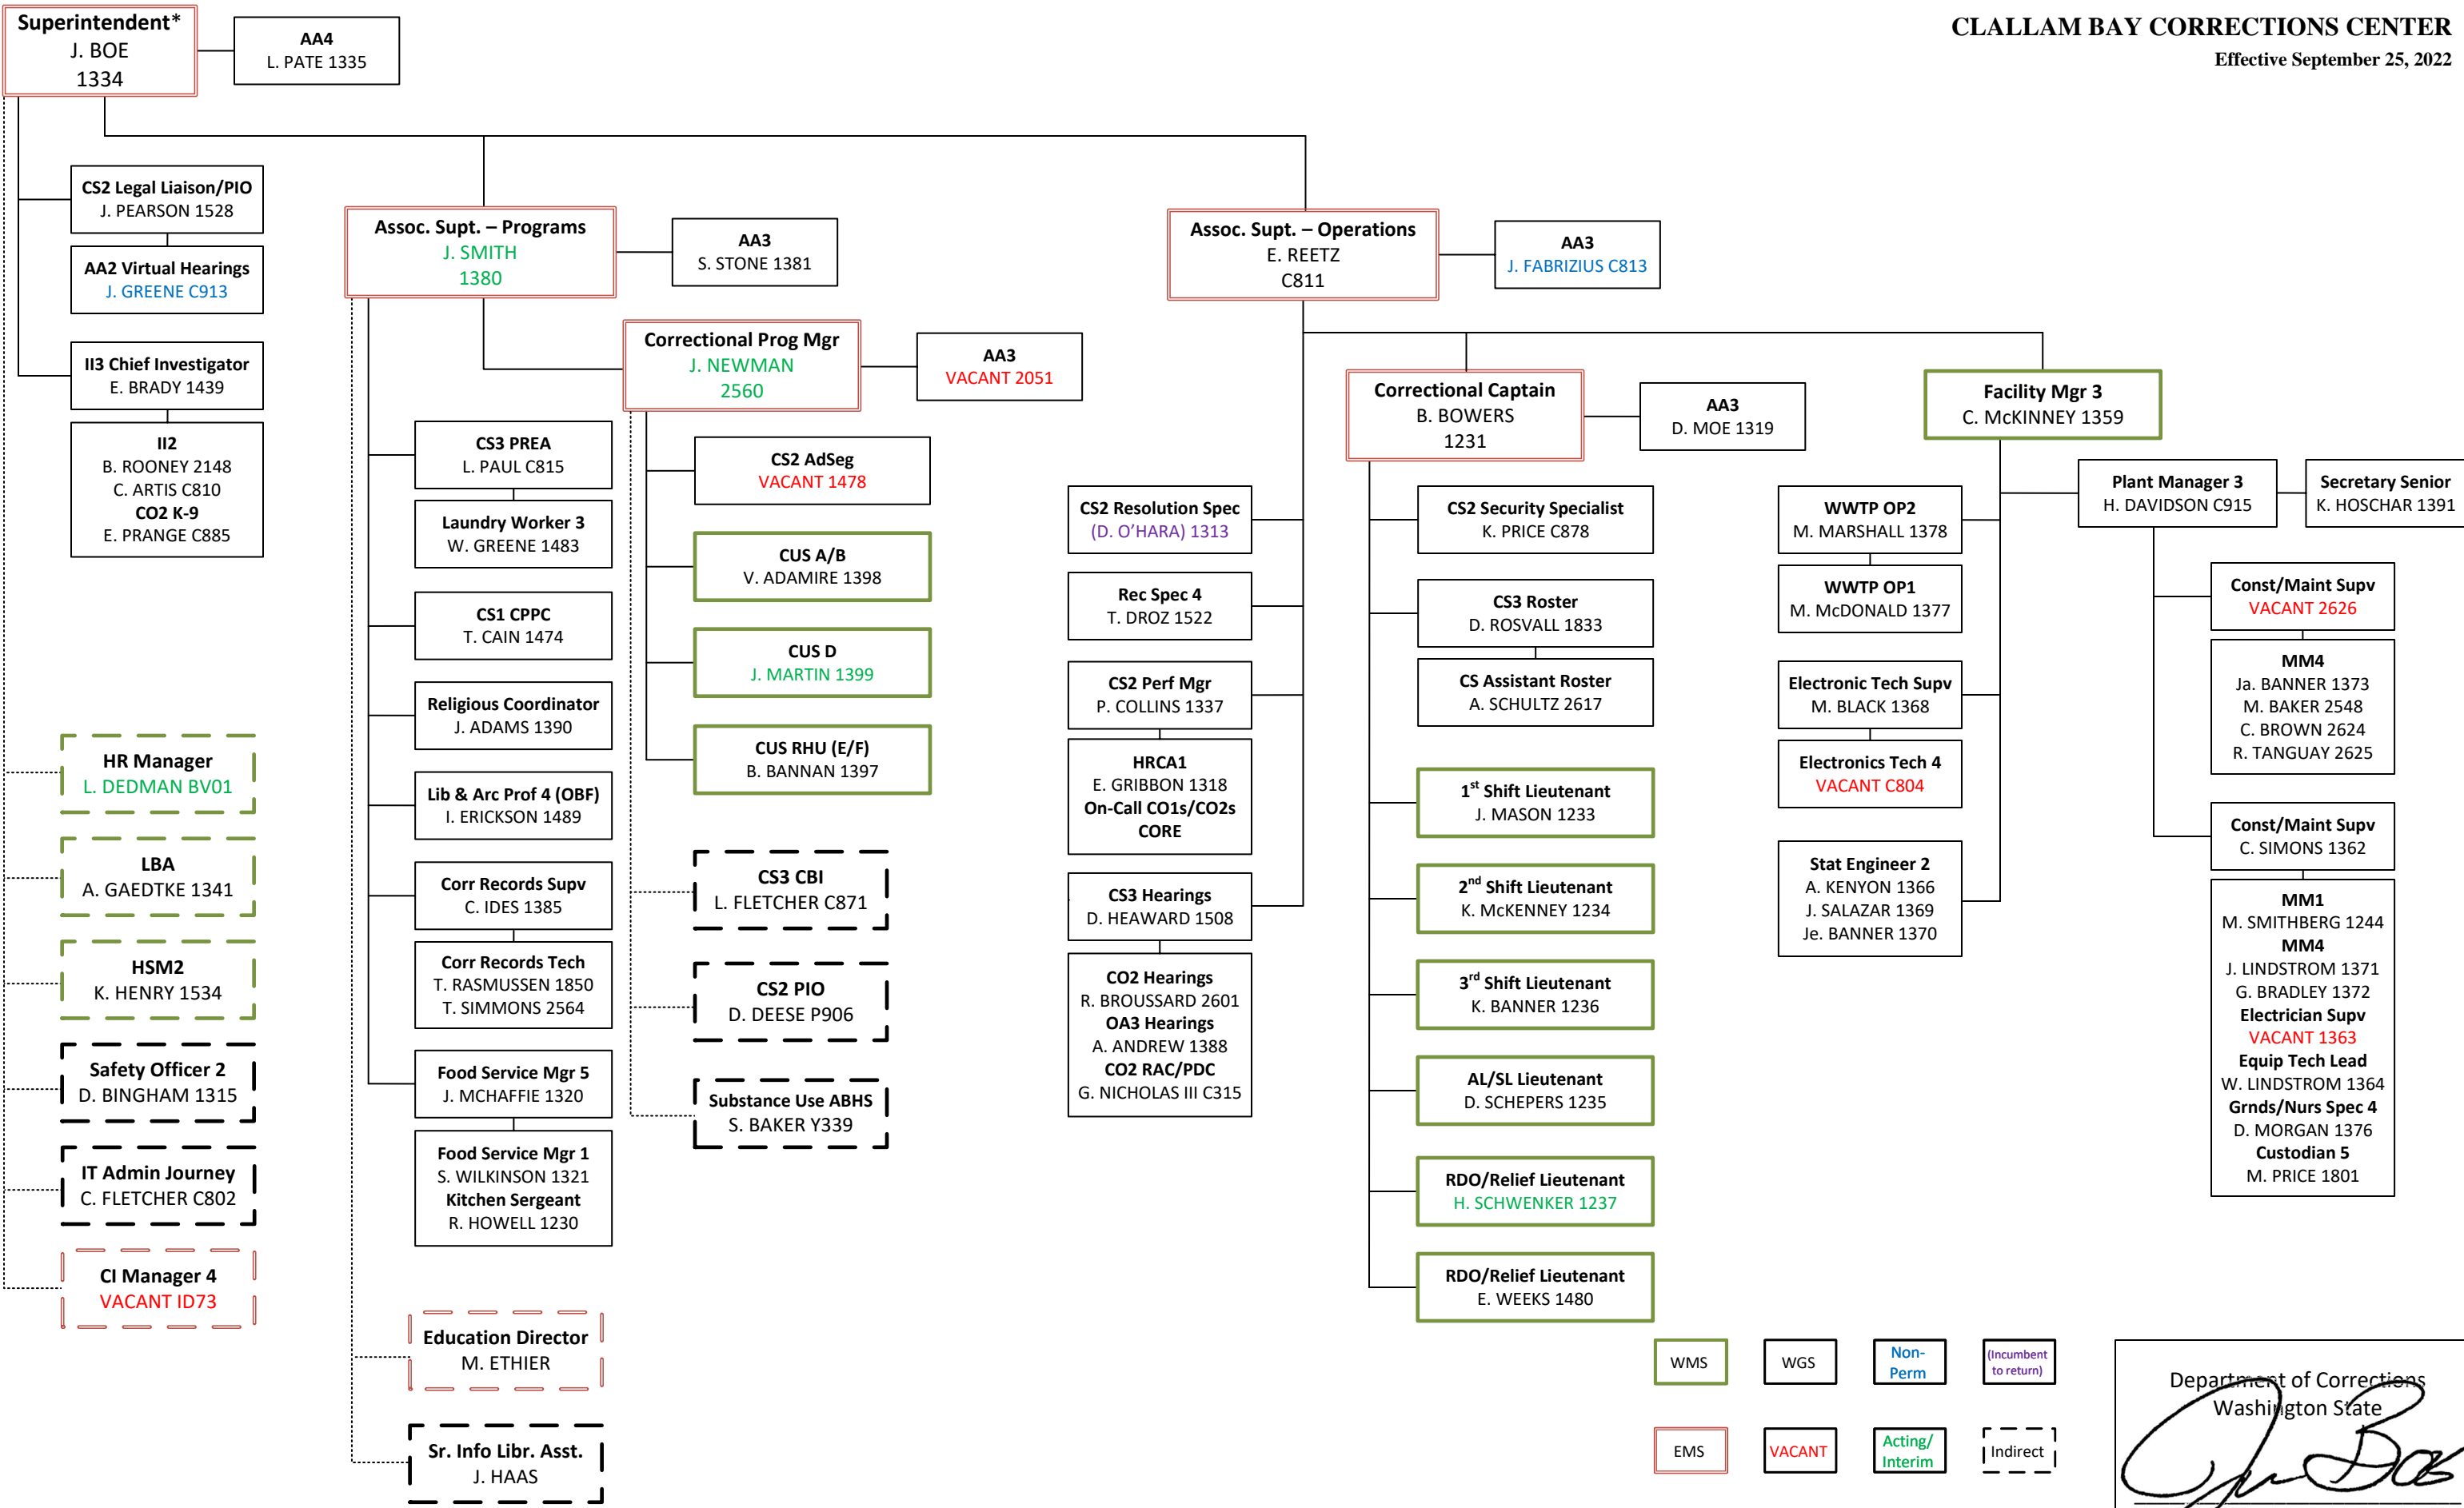 CLALLAM BAY CORRECTIONS CENTER
Effective September 25, 2022
Superintendent*
J. BOE
1334
AA4
L. PATE 1335
CS2 Legal Liaison/PIO
J. PEARSON 1528
AA2 Virtual Hearings
J. GREENE C913
II3 Chief Investigator
E. BRADY 1439
II2
B. ROONEY 2148
C. ARTIS C810
CO2 K-9
E. PRANGE C885
HR Manager
L. DEDMAN BV01
LBA
A. GAEDTKE 1341
HSM2
K. HENRY 1534
Safety Officer 2
D. BINGHAM 1315
IT Admin Journey
C. FLETCHER C802
CI Manager 4
VACANT ID73
Assoc. Supt. – Programs
J. SMITH
1380
AA3
S. STONE 1381
CS3 PREA
L. PAUL C815
Laundry Worker 3
W. GREENE 1483
CS1 CPPC
T. CAIN 1474
Religious Coordinator
J. ADAMS 1390
Lib & Arc Prof 4 (OBF)
I. ERICKSON 1489
Corr Records Supv
C. IDES 1385
Corr Records Tech
T. RASMUSSEN 1850
T. SIMMONS 2564
Food Service Mgr 5
J. MCHAFFIE 1320
Food Service Mgr 1
S. WILKINSON 1321
Kitchen Sergeant
R. HOWELL 1230
Education Director
M. ETHIER
Sr. Info Libr. Asst.
J. HAAS
Correctional Prog Mgr
J. NEWMAN
2560
AA3
VACANT 2051
CS2 AdSeg
VACANT 1478
CUS A/B
V. ADAMIRE 1398
CUS D
J. MARTIN 1399
CUS RHU (E/F)
B. BANNAN 1397
CS3 CBI
L. FLETCHER C871
CS2 PIO
D. DEESE P906
Substance Use ABHS
S. BAKER Y339
Assoc. Supt. – Operations
E. REETZ
C811
AA3
J. FABRIZIUS C813
CS2 Resolution Spec
(D. O’HARA) 1313
Rec Spec 4
T. DROZ 1522
CS2 Perf Mgr
P. COLLINS 1337
HRCA1
E. GRIBBON 1318
On-Call CO1s/CO2s
CORE
CS3 Hearings
D. HEAWARD 1508
CO2 Hearings
R. BROUSSARD 2601
OA3 Hearings
A. ANDREW 1388
CO2 RAC/PDC
G. NICHOLAS III C315
Correctional Captain
B. BOWERS
1231
AA3
D. MOE 1319
CS2 Security Specialist
K. PRICE C878
CS3 Roster
D. ROSVALL 1833
CS Assistant Roster
A. SCHULTZ 2617
1st Shift Lieutenant
J. MASON 1233
2nd Shift Lieutenant
K. McKENNEY 1234
3rd Shift Lieutenant
K. BANNER 1236
AL/SL Lieutenant
D. SCHEPERS 1235
RDO/Relief Lieutenant
H. SCHWENKER 1237
RDO/Relief Lieutenant
E. WEEKS 1480
Facility Mgr 3
C. McKINNEY 1359
WWTP OP2
M. MARSHALL 1378
WWTP OP1
M. McDONALD 1377
Electronic Tech Supv
M. BLACK 1368
Electronics Tech 4
VACANT C804
Stat Engineer 2
A. KENYON 1366
J. SALAZAR 1369
Je. BANNER 1370
Plant Manager 3
H. DAVIDSON C915
Secretary Senior
K. HOSCHAR 1391
Const/Maint Supv
VACANT 2626
MM4
Ja. BANNER 1373
M. BAKER 2548
C. BROWN 2624
R. TANGUAY 2625
Const/Maint Supv
C. SIMONS 1362
MM1
M. SMITHBERG 1244
MM4
J. LINDSTROM 1371
G. BRADLEY 1372
Electrician Supv
VACANT 1363
Equip Tech Lead
W. LINDSTROM 1364
Grnds/Nurs Spec 4
D. MORGAN 1376
Custodian 5
M. PRICE 1801
WMS
WGS
Non-
Perm
(Incumbent
to return)
EMS
VACANT
Acting/
Interim
Indirect
Department of Corrections
Washington State